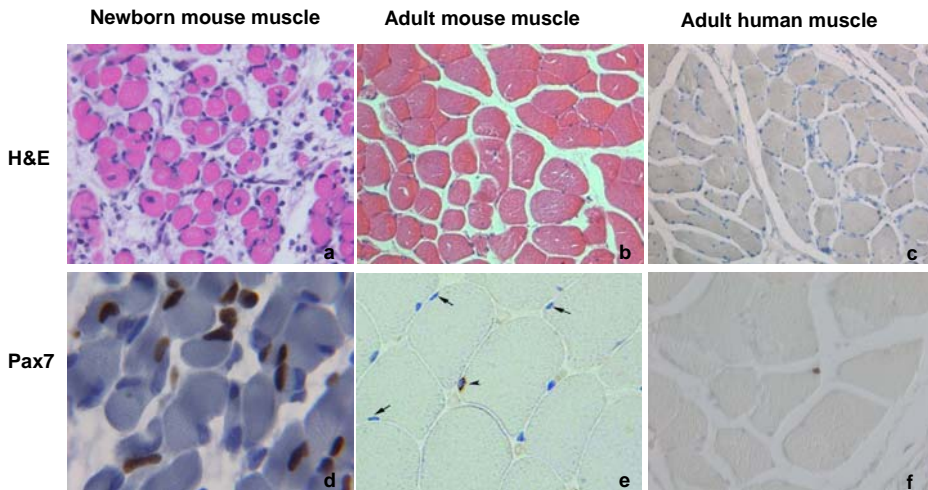 Newborn mouse muscle Adult mouse muscle Adult human muscle
H&E
a b c
Pax7
d e f